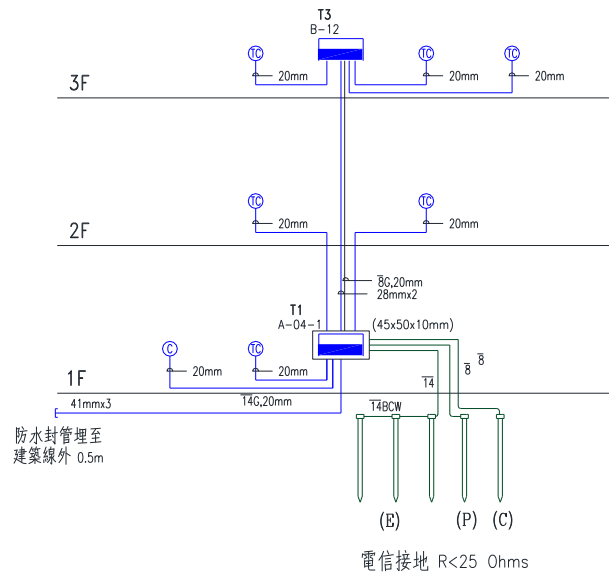 T3
B-12
TC
TC
TC
20mm
20mm
20mm
3F
TC
TC
20mm
20mm
2F
8G,20mm
28mmx2
T1
A-04-1
(45x50x10mm)
C
TC
20mm
20mm
8
8
14
1F
41mmx3
14G,20mm
14BCW
防水封管埋至
建築線外 0.5m
(E)
(P)
(C)
電信接地 R<25 Ohms